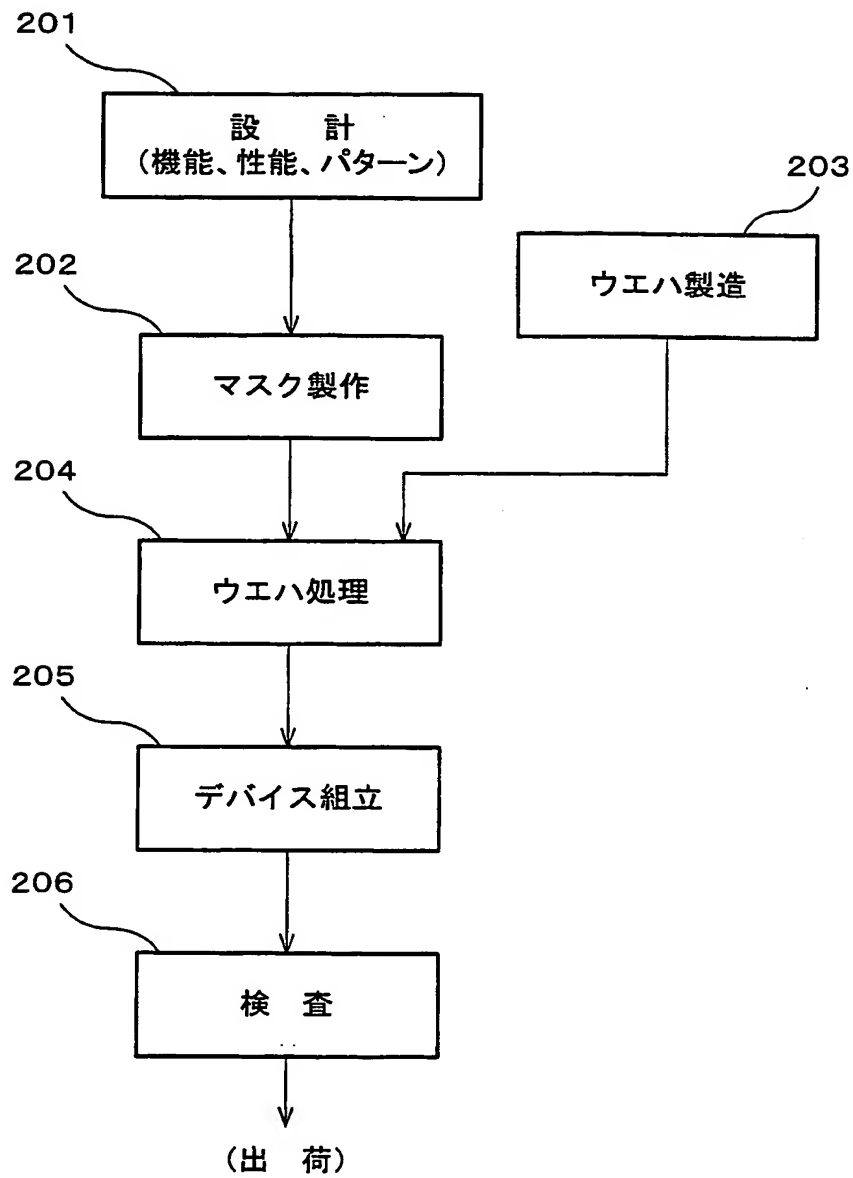 201
設 計
(機能、性能、パターン)
203
ウエハ製造
202
マスク製作
204
ウエハ処理
205
デバイス組立
206
検 査
(出 荷)